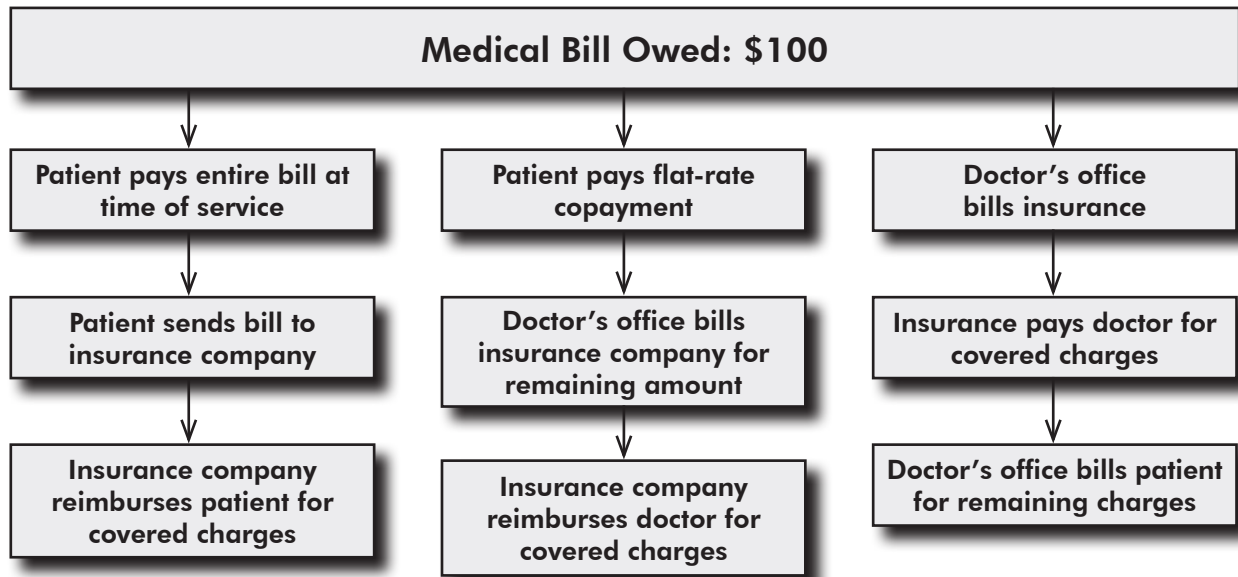 Medical Bill Owed: $100
Patient pays entire bill at
time of service
Patient sends bill to
insurance company
Insurance company
reimburses patient for
covered charges
Patient pays flat-rate
copayment
Doctor’s office bills
insurance company for
remaining amount
Insurance company
reimburses doctor for
covered charges
Doctor’s office
bills insurance
Insurance pays doctor for
covered charges
Doctor’s office bills patient
for remaining charges